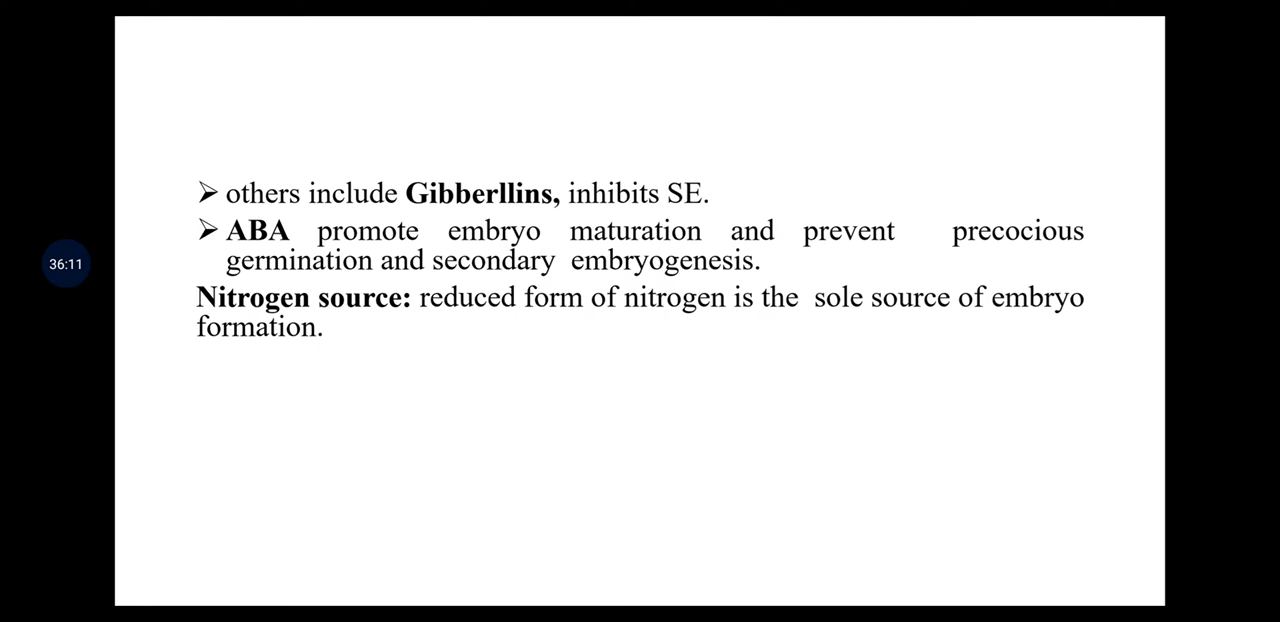 ➢ others include Gibberllins, inhibits SE.
➢ ABA promote embryo maturation and prevent precocious
germination and secondary embryogenesis.
Nitrogen source: reduced form of nitrogen is the sole source of embryo
formation.
36:11